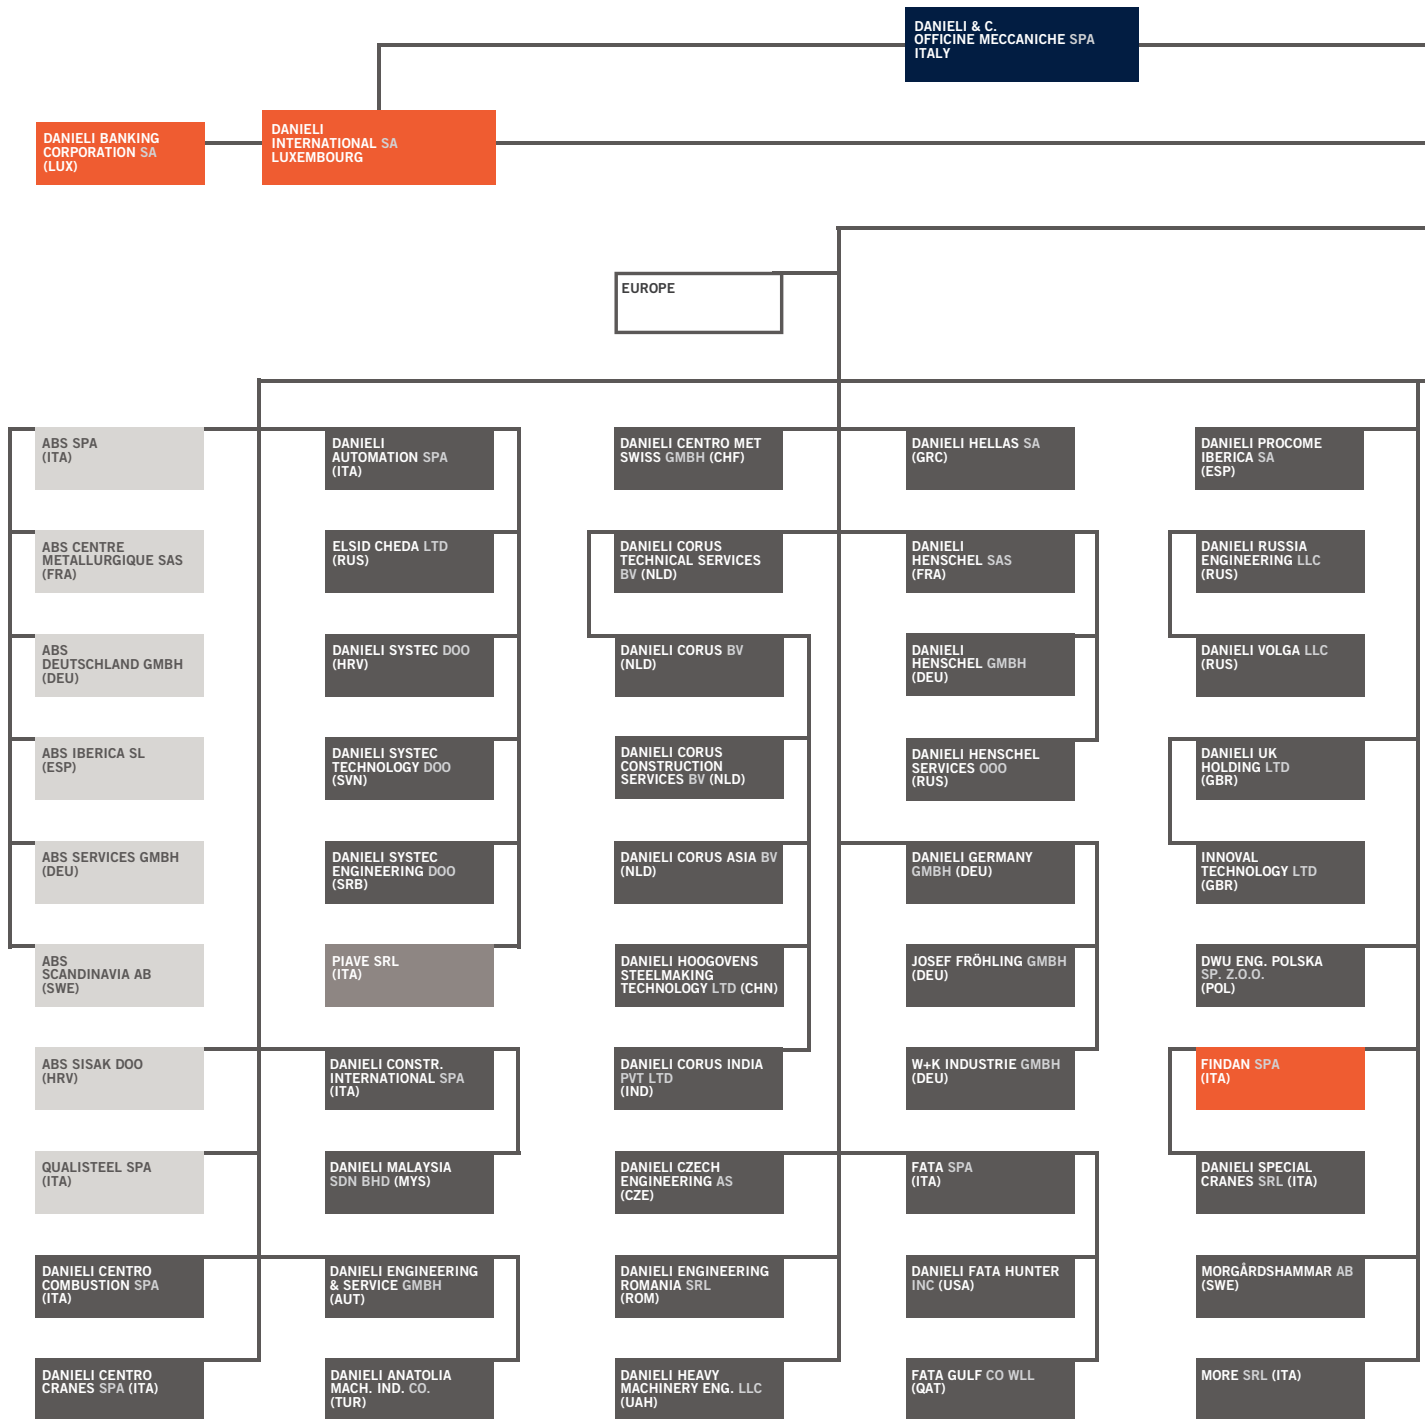 DANIELI & C.
OFFICINE MECCANICHE SPA
ITALY
DANIELI BANKING
CORPORATION SA
(LUX)
DANIELI
INTERNATIONAL SA
LUXEMBOURG
EUROPE
ABS SPA
(ITA)
ABS CENTRE
METALLURGIQUE SAS
(FRA)
ABS
DEUTSCHLAND GMBH
(DEU)
ABS IBERICA SL
(ESP)
ABS SERVICES GMBH
(DEU)
ABS
SCANDINAVIA AB
(SWE)
ABS SISAK DOO
(HRV)
QUALISTEEL SPA
(ITA)
DANIELI CENTRO
COMBUSTION SPA
(ITA)
DANIELI CENTRO
CRANES SPA (ITA)
DANIELI
AUTOMATION SPA
(ITA)
ELSID CHEDA LTD
(RUS)
DANIELI SYSTEC DOO
(HRV)
DANIELI SYSTEC
TECHNOLOGY DOO
(SVN)
DANIELI SYSTEC
ENGINEERING DOO
(SRB)
PIAVE SRL
(ITA)
DANIELI CONSTR.
INTERNATIONAL SPA
(ITA)
DANIELI MALAYSIA
SDN BHD (MYS)
DANIELI ENGINEERING
& SERVICE GMBH
(AUT)
DANIELI ANATOLIA
MACH. IND. CO.
(TUR)
DANIELI CENTRO MET
SWISS GMBH (CHF)
DANIELI CORUS
TECHNICAL SERVICES
BV (NLD)
DANIELI CORUS BV
(NLD)
DANIELI CORUS
CONSTRUCTION
SERVICES BV (NLD)
DANIELI CORUS ASIA BV
(NLD)
DANIELI HOOGOVENS
STEELMAKING
TECHNOLOGY LTD (CHN)
DANIELI CORUS INDIA
PVT LTD
(IND)
DANIELI CZECH
ENGINEERING AS
(CZE)
DANIELI ENGINEERING
ROMANIA SRL
(ROM)
DANIELI HEAVY
MACHINERY ENG. LLC
(UAH)
DANIELI HELLAS SA
(GRC)
DANIELI
HENSCHEL SAS
(FRA)
DANIELI
HENSCHEL GMBH
(DEU)
DANIELI HENSCHEL
SERVICES OOO
(RUS)
DANIELI GERMANY
GMBH (DEU)
JOSEF FRÖHLING GMBH
(DEU)
W+K INDUSTRIE GMBH
(DEU)
FATA SPA
(ITA)
DANIELI FATA HUNTER
INC (USA)
FATA GULF CO WLL
(QAT)
DANIELI PROCOME
IBERICA SA
(ESP)
DANIELI RUSSIA
ENGINEERING LLC
(RUS)
DANIELI VOLGA LLC
(RUS)
DANIELI UK
HOLDING LTD
(GBR)
INNOVAL
TECHNOLOGY LTD
(GBR)
DWU ENG. POLSKA
SP. Z.O.O.
(POL)
FINDAN SPA
(ITA)
DANIELI SPECIAL
CRANES SRL (ITA)
MORGÅRDSHAMMAR AB
(SWE)
MORE SRL (ITA)